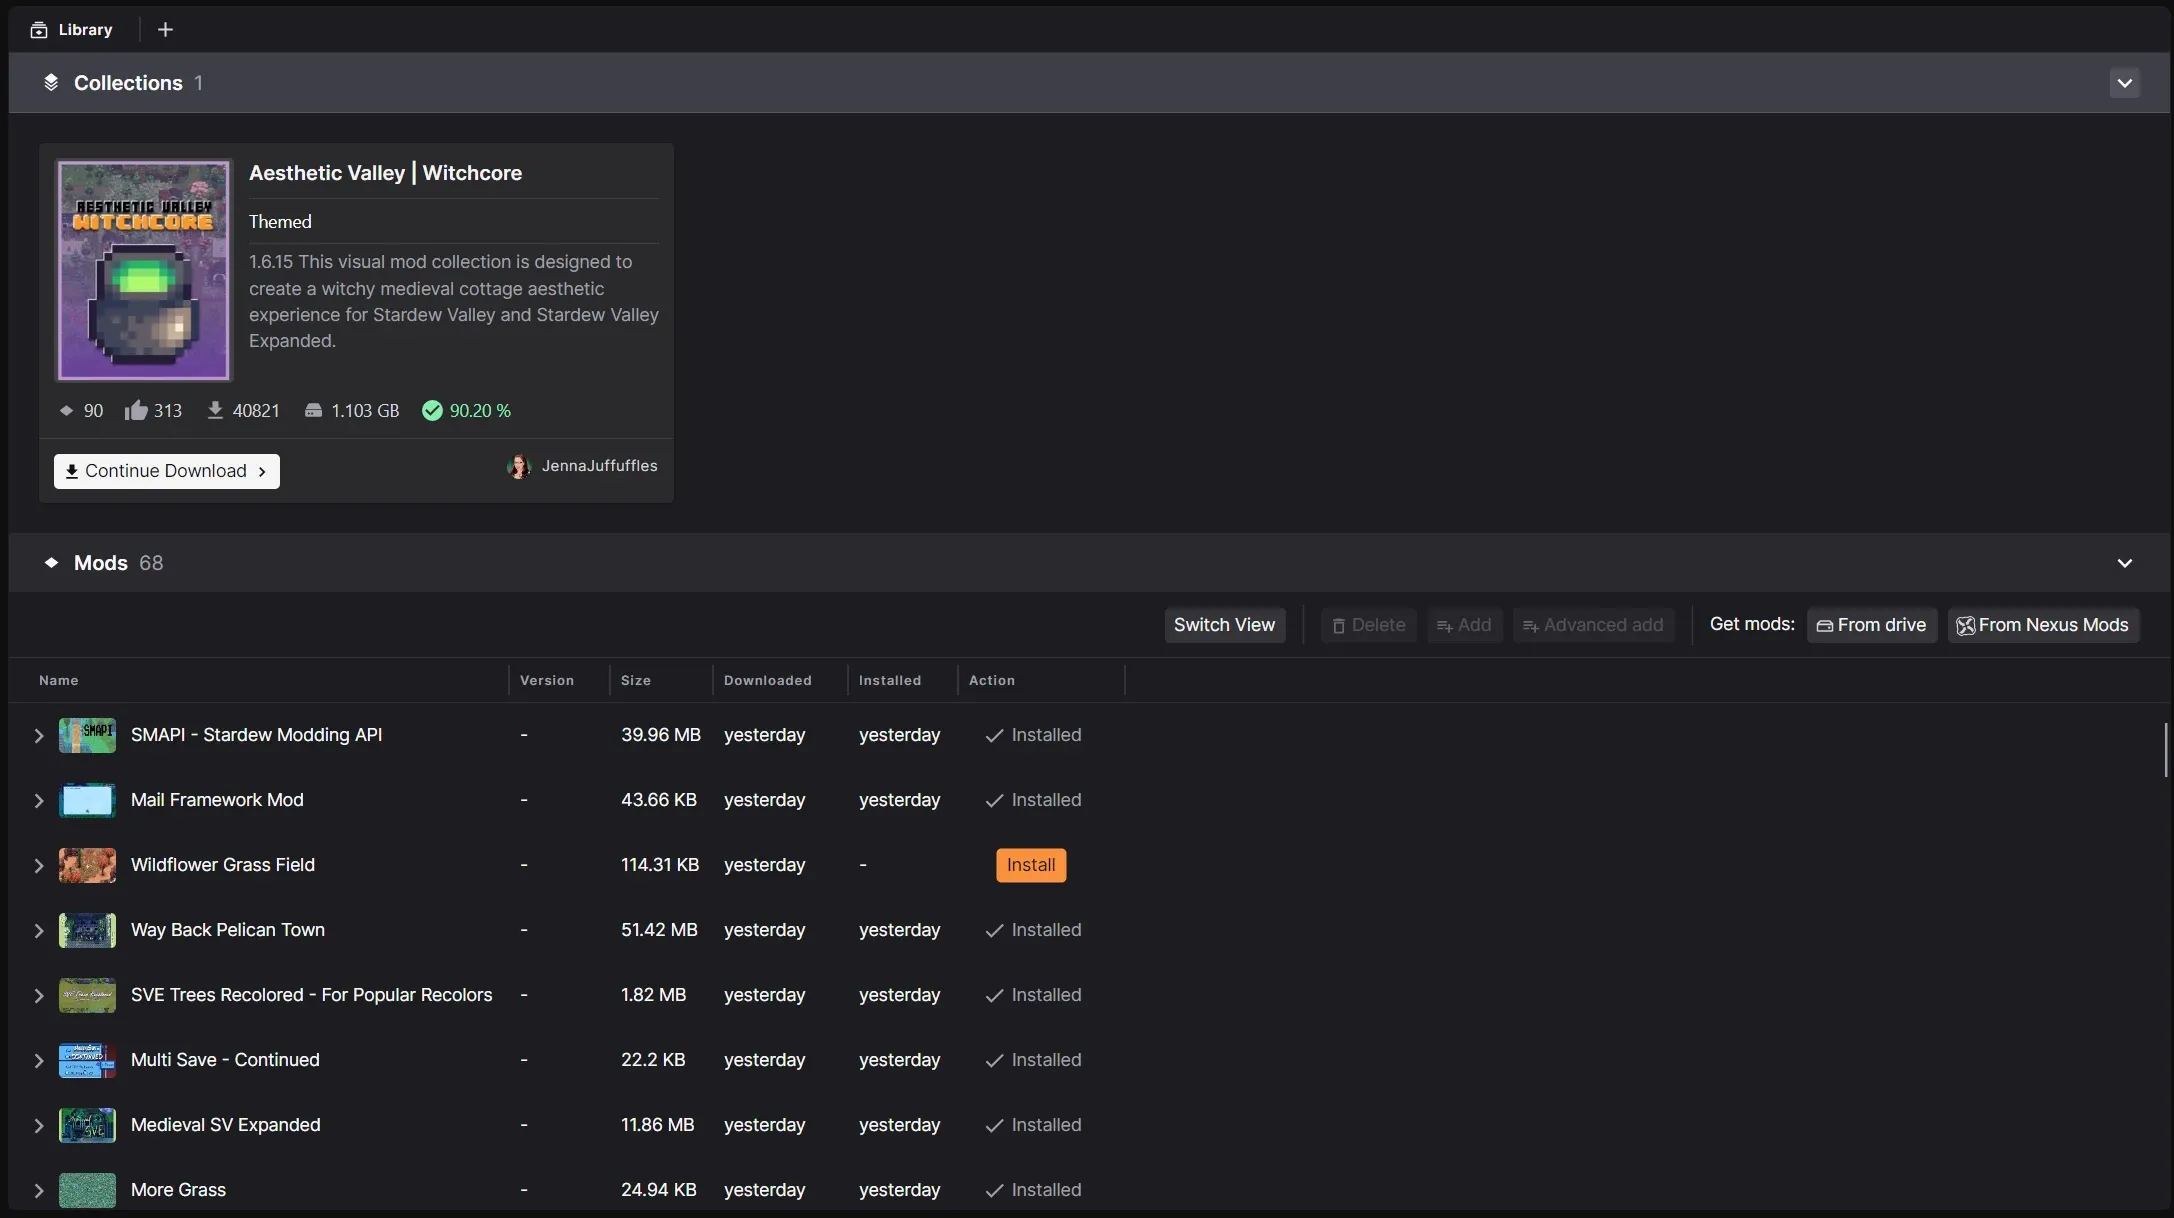 Library
Collections 1
AESTHETIC VALLEY
WITCHCORE
Aesthetic Valley | Witchcore
Themed
1.6.15 This visual mod collection is designed to
create a witchy medieval cottage aesthetic
experience for Stardew Valley and Stardew Valley
Expanded.
90 313 40821 1.103 GB 90.20 %
Continue Download
JennaJuffuffles
Mods 68
Switch View Delete Add Advanced add Get mods: From drive From Nexus Mods
Name Version Size Downloaded Installed Action
SMAPI
SMAPI - Stardew Modding API - 39.96 MB yesterday yesterday Installed
Mail Framework Mod - 43.66 KB yesterday yesterday Installed
Wildflower Grass Field - 114.31 KB yesterday - Install
Way Back Pelican Town - 51.42 MB yesterday yesterday Installed
SVE Trees Recolored - For Popular Recolors - 1.82 MB yesterday yesterday Installed
CONTINUED
Multi Save - Continued - 22.2 KB yesterday yesterday Installed
SVE
Medieval SV Expanded - 11.86 MB yesterday yesterday Installed
More Grass - 24.94 KB yesterday yesterday Installed